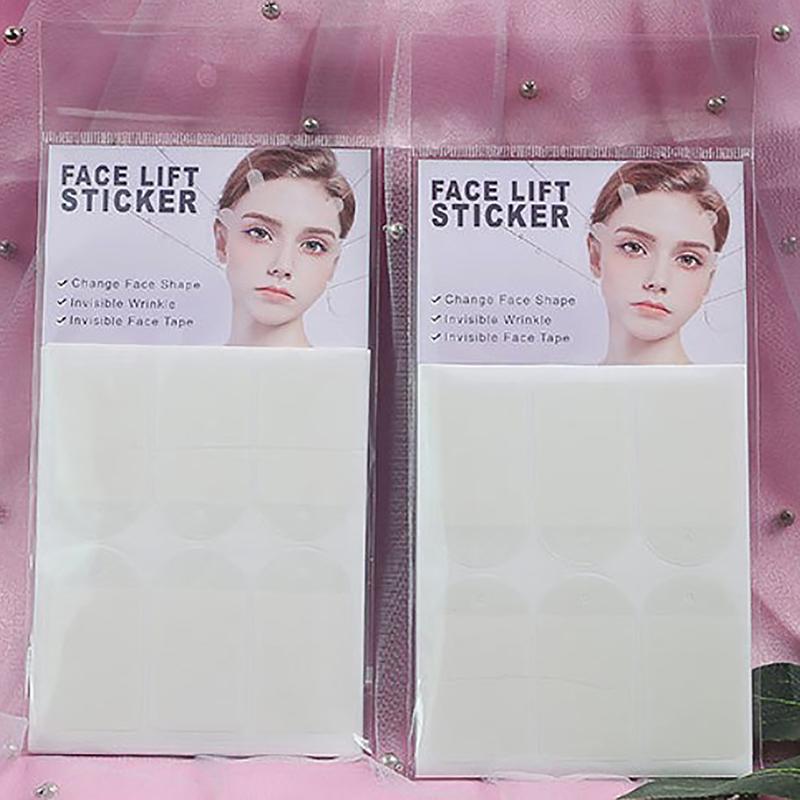 FACE LIFT
STICKER
✓ Change Face Shape
✓ Invisible Wrinkle
✓ Invisible Face Tape
FACE LIFT
STICKER
✓ Change Face Shape
✓ Invisible Wrinkle
✓ Invisible Face Tape